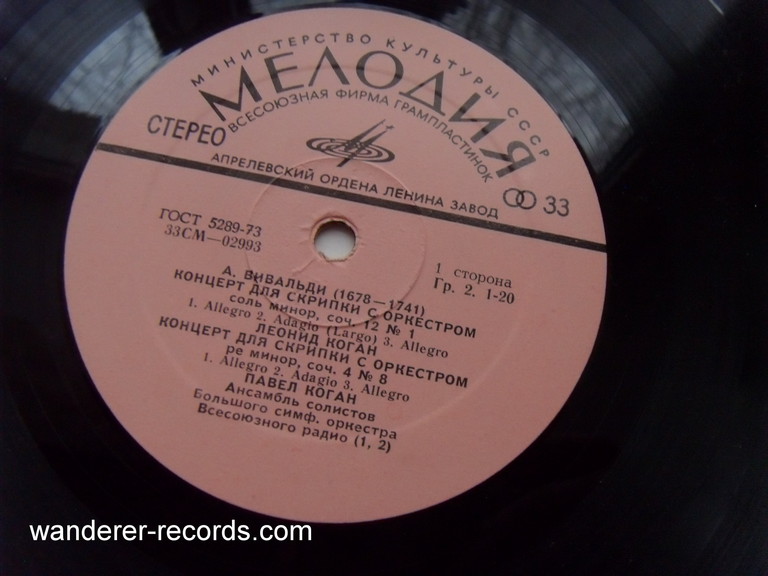 МИНИСТЕРСТВО КУЛЬТУРЫ СССР
МЕЛОДИЯ
ВСЕСОЮЗНАЯ ФИРМА ГРАМПЛАСТИНОК
СТЕРЕО
АПРЕЛЕВСКИЙ ОРДЕНА ЛЕНИНА ЗАВОД
33
ГОСТ 5289-73
33СМ—02993
1 сторона
Гр. 2. 1-20
А. ВИВАЛЬДИ (1678—1741)
КОНЦЕРТ ДЛЯ СКРИПКИ С ОРКЕСТРОМ
соль минор, соч. 12 № 1
1. Allegro 2. Adagio (Largo) 3. Allegro
ЛЕОНИД КОГАН
КОНЦЕРТ ДЛЯ СКРИПКИ С ОРКЕСТРОМ
ре минор, соч. 4 № 8
1. Allegro 2. Adagio 3. Allegro
ПАВЕЛ КОГАН
Ансамбль солистов
Большого симф. оркестра
Всесоюзного радио (1, 2)
wanderer-records.com